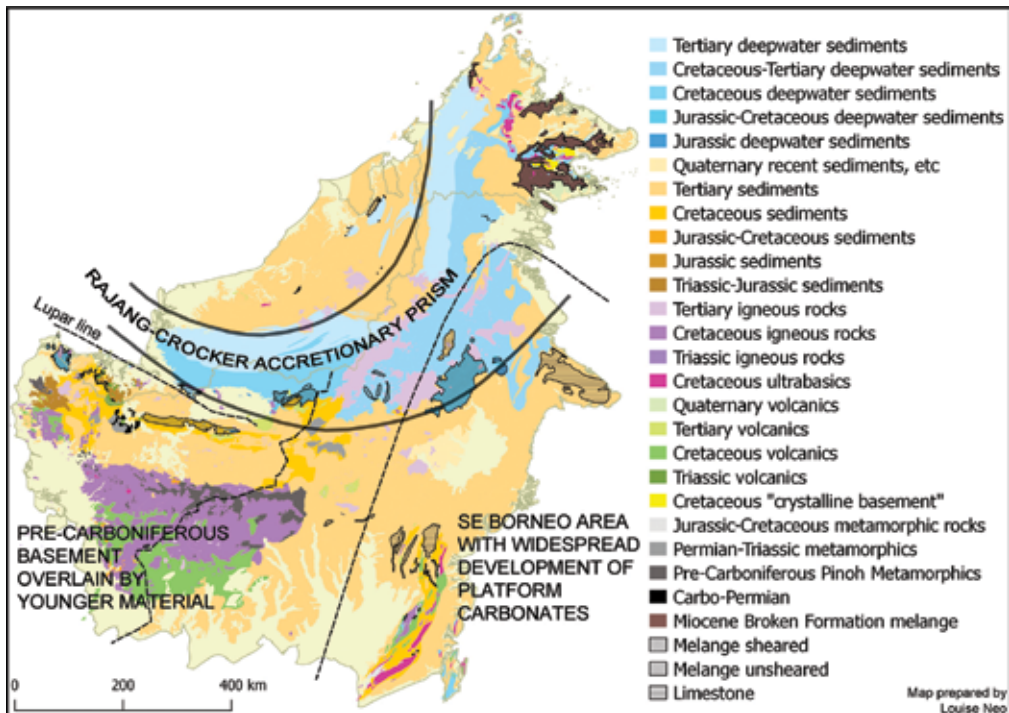 Tertiary deepwater sediments
Cretaceous-Tertiary deepwater sediments
Cretaceous deepwater sediments
Jurassic-Cretaceous deepwater sediments
Jurassic deepwater sediments
Quaternary recent sediments, etc
Tertiary sediments
Cretaceous sediments
Jurassic-Cretaceous sediments
Jurassic sediments
Triassic-Jurassic sediments
Tertiary igneous rocks
Cretaceous igneous rocks
Triassic igneous rocks
Cretaceous ultrabasics
Quaternary volcanics
Tertiary volcanics
Cretaceous volcanics
Triassic volcanics
Cretaceous "crystalline basement"
Jurassic-Cretaceous metamorphic rocks
Permian-Triassic metamorphics
Pre-Carboniferous Pinoh Metamorphics
Carbo-Permian
Miocene Broken Formation melange
Melange sheared
Melange unsheared
Limestone
RAJANG-CROCKER ACCRETIONARY PRISM
Lupar line
PRE-CARBONIFEROUS
BASEMENT
OVERLAIN BY
YOUNGER MATERIAL
SE BORNEO AREA
WITH WIDESPREAD
DEVELOPMENT OF
PLATFORM
CARBONATES
0 200 400 km
Map prepared by
Louise Neo